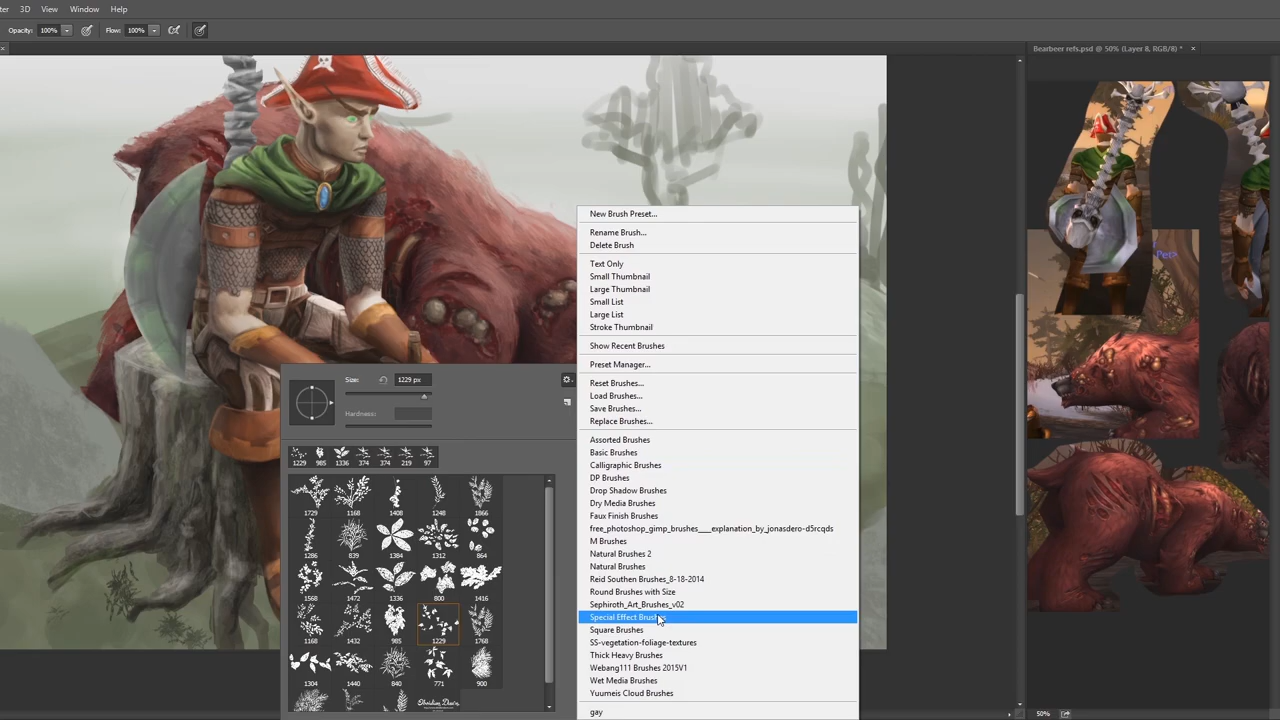 3D View Window Help
Opacity: 100% Flow: 100%
Bearbeer refs.psd @ 50% (Layer 8, RGB/8) *
Pet
New Brush Preset...
Rename Brush...
Delete Brush
Text Only
Small Thumbnail
Large Thumbnail
Small List
Large List
Stroke Thumbnail
Show Recent Brushes
Preset Manager...
Reset Brushes...
Load Brushes...
Save Brushes...
Replace Brushes...
Assorted Brushes
Basic Brushes
Calligraphic Brushes
DP Brushes
Drop Shadow Brushes
Dry Media Brushes
Faux Finish Brushes
free_photoshop_gimp_brushes___explanation_by_jonasdero-d5rcqds
M Brushes
Natural Brushes 2
Natural Brushes
Reid Southen Brushes_8-18-2014
Round Brushes with Size
Sephiroth_Art_Brushes_v02
Special Effect Brushes
Square Brushes
SS-vegetation-foliage-textures
Thick Heavy Brushes
Webang111 Brushes 2015V1
Wet Media Brushes
Yuumeis Cloud Brushes
gay
Size: 1229 px
Hardness:
1229 985 1336 374 374 219 97
1729 1168 1408 1248 1866
1286 839 1384 1312 864
1568 1472 1336 800 1416
1168 1432 985 1229 1768
1304 1440 840 771 900
50%